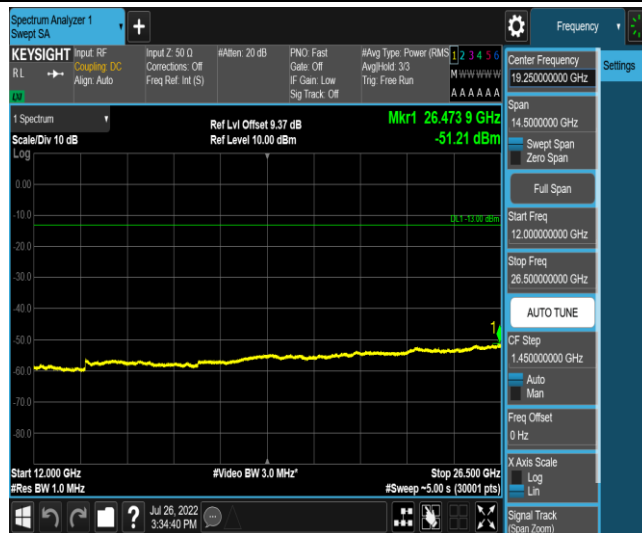 Spectrum Analyzer 1
Swept SA
Frequency
KEYSIGHT
RL
Input: RF
Coupling: DC
Align: Auto
Input Z: 50 Ω
Corrections: Off
Freq Ref: Int (S)
#Atten: 20 dB
PNO: Fast
Gate: Off
IF Gain: Low
Sig Track: Off
#Avg Type: Power (RMS
Avg|Hold: 3/3
Trig: Free Run
1 2 3 4 5 6
M W W W W W
A A A A A A
1 Spectrum
Scale/Div 10 dB
Log
Ref Lvl Offset 9.37 dB
Ref Level 10.00 dBm
Mkr1 26.473 9 GHz
-51.21 dBm
0.00
-10.0
-20.0
-30.0
-40.0
-50.0
-60.0
-70.0
-80.0
DL1 -13.00 dBm
1
Start 12.000 GHz
#Res BW 1.0 MHz
#Video BW 3.0 MHz*
Stop 26.500 GHz
#Sweep ~5.00 s (30001 pts)
Jul 26, 2022
3:34:40 PM
Center Frequency
19.250000000 GHz
Settings
Span
14.5000000 GHz
Swept Span
Zero Span
Full Span
Start Freq
12.000000000 GHz
Stop Freq
26.500000000 GHz
AUTO TUNE
CF Step
1.450000000 GHz
Auto
Man
Freq Offset
0 Hz
X Axis Scale
Log
Lin
Signal Track
(Span Zoom)